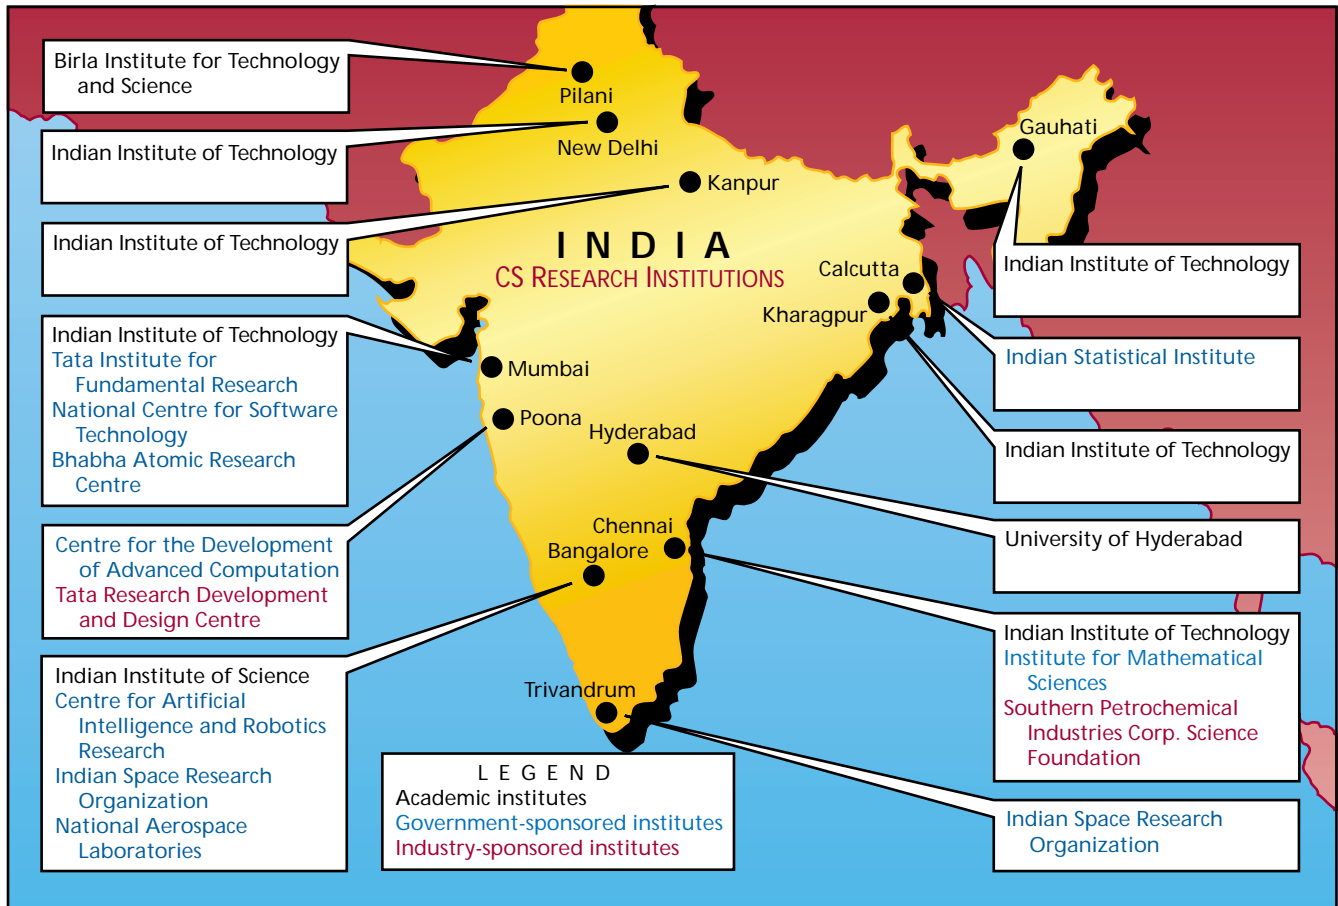 Birla Institute for Technology
and Science
Indian Institute of Technology
Indian Institute of Technology
Indian Institute of Technology
Tata Institute for
Fundamental Research
National Centre for Software
Technology
Bhabha Atomic Research
Centre
Centre for the Development
of Advanced Computation
Tata Research Development
and Design Centre
Indian Institute of Science
Centre for Artificial
Intelligence and Robotics
Research
Indian Space Research
Organization
National Aerospace
Laboratories
Pilani
New Delhi
Kanpur
Gauhati
INDIA
CS RESEARCH INSTITUTIONS
Calcutta
Kharagpur
Mumbai
Poona
Hyderabad
Chennai
Bangalore
Trivandrum
LEGEND
Academic institutes
Government-sponsored institutes
Industry-sponsored institutes
Indian Institute of Technology
Indian Statistical Institute
Indian Institute of Technology
University of Hyderabad
Indian Institute of Technology
Institute for Mathematical
Sciences
Southern Petrochemical
Industries Corp. Science
Foundation
Indian Space Research
Organization